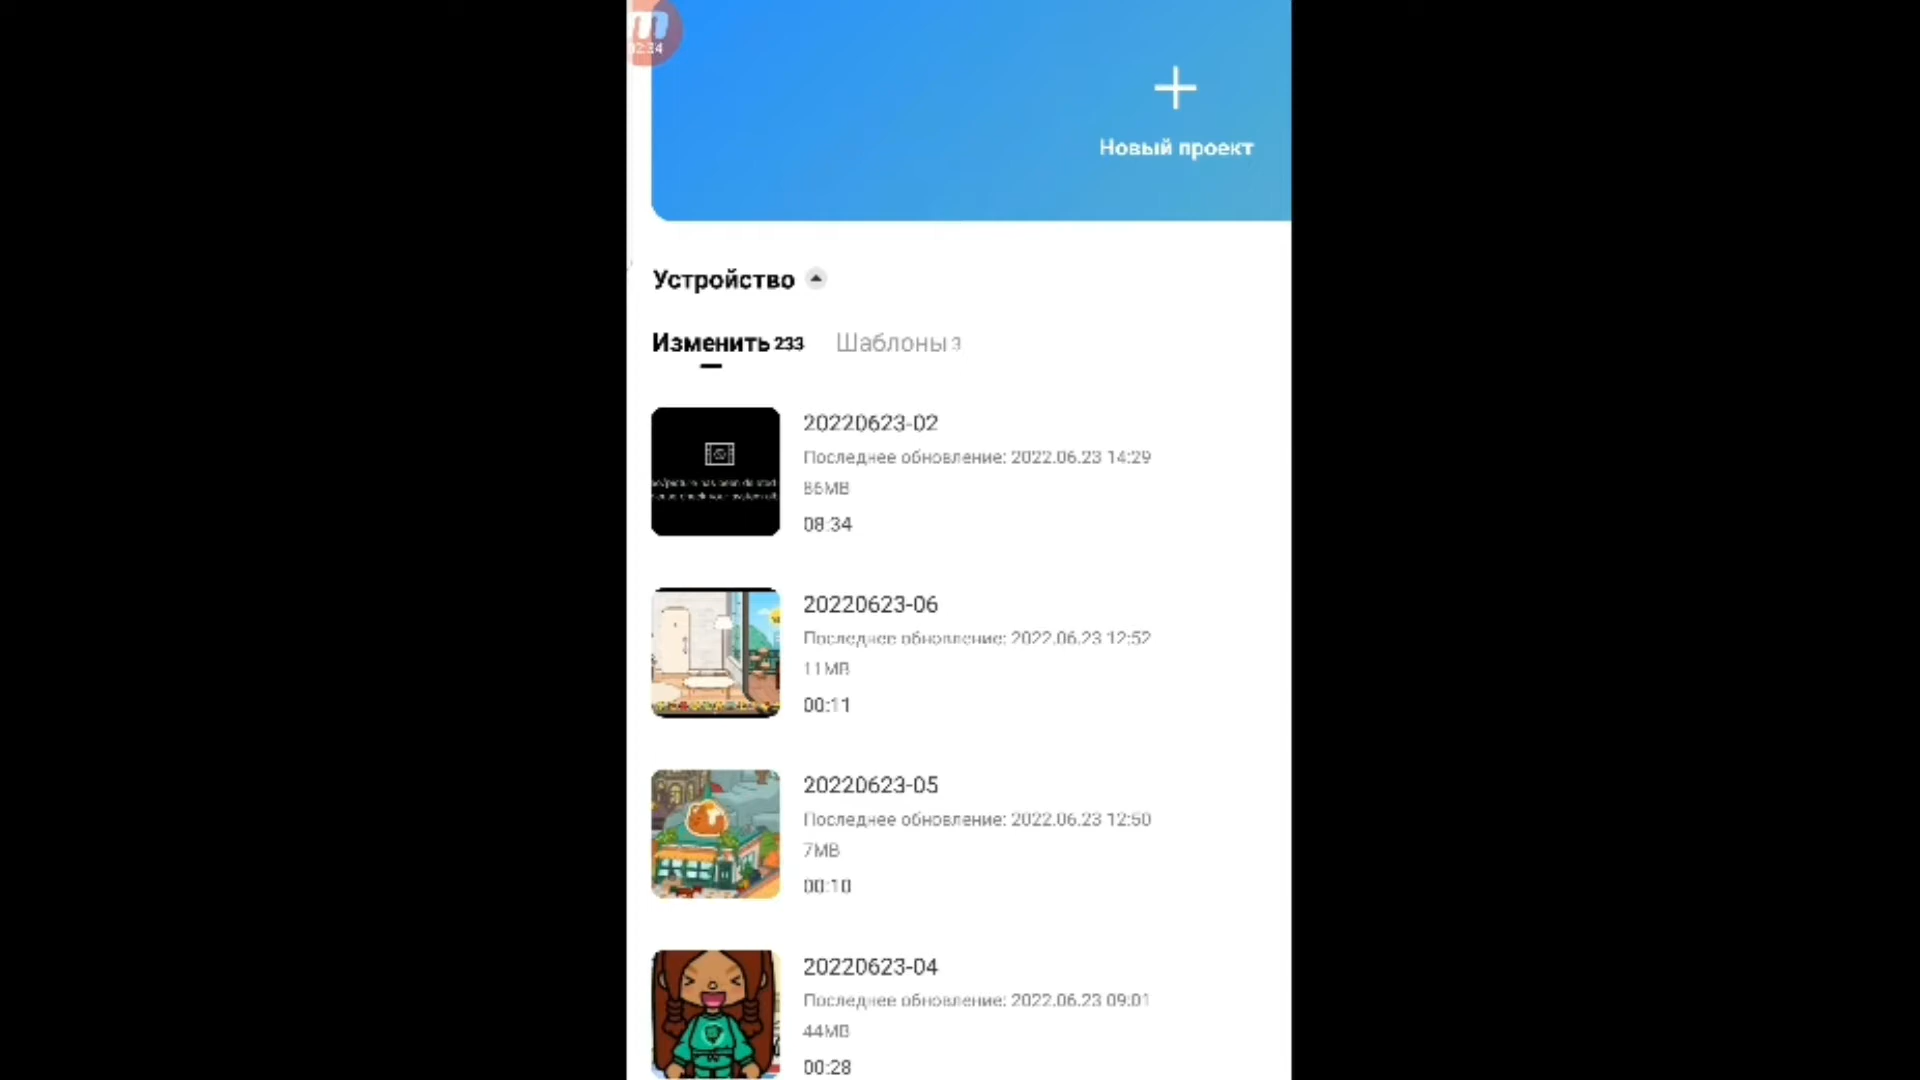 m
02:34
Новый проект
Устройство
Изменить 233 Шаблоны 3
20220623-02
Последнее обновление: 2022.06.23 14:29
86MB
08:34
20220623-06
Последнее обновление: 2022.06.23 12:52
11MB
00:11
20220623-05
Последнее обновление: 2022.06.23 12:50
7MB
00:10
20220623-04
Последнее обновление: 2022.06.23 09:01
44MB
00:28